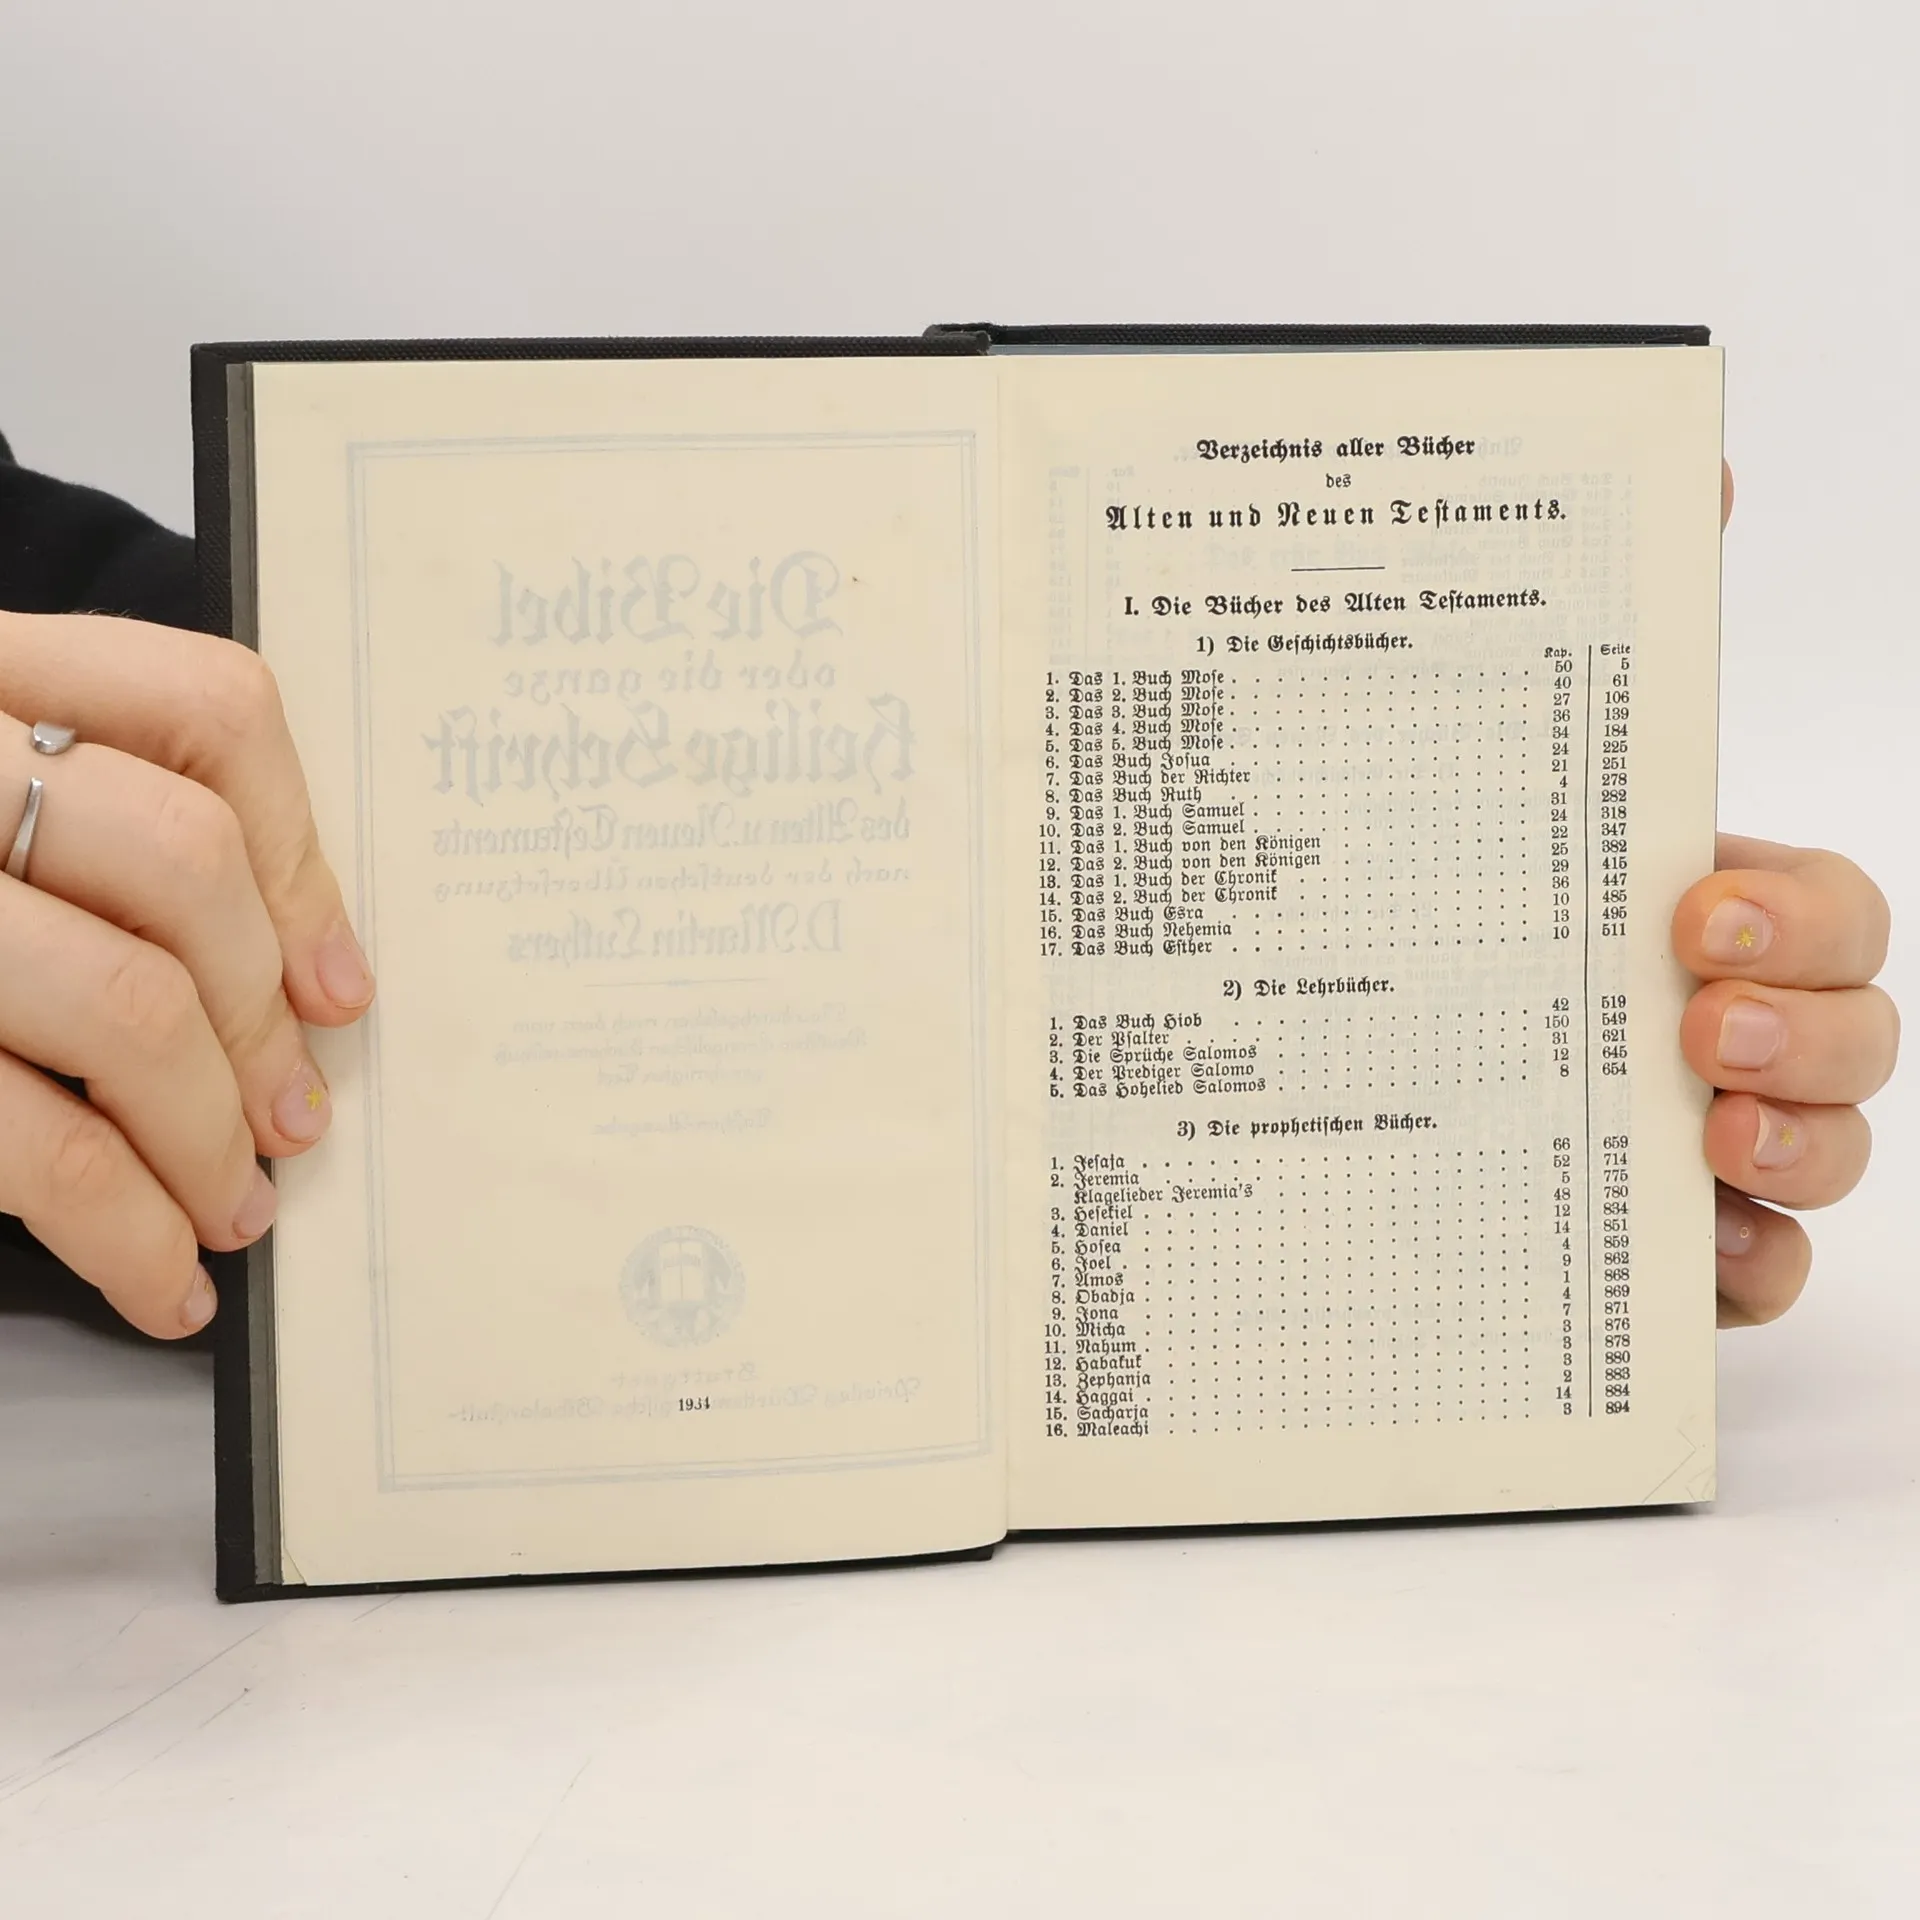 Die Bibel
oder die ganze
Heilige Schrift
des Alten u. Neuen Teſtaments
nach der deutſchen Überſetzung
D. Martin Luthers
Stuttgart
1934
Verzeichnis aller Bücher
des
Alten und Neuen Teſtaments.
I. Die Bücher des Alten Teſtaments.
1) Die Geſchichtsbücher.
Kap. Seite
1. Das 1. Buch Moſe . 50 5
2. Das 2. Buch Moſe . 40 61
3. Das 3. Buch Moſe . 27 106
4. Das 4. Buch Moſe . 36 139
5. Das 5. Buch Moſe . 34 184
6. Das Buch Joſua 24 225
7. Das Buch der Richter 21 251
8. Das Buch Ruth 4 278
9. Das 1. Buch Samuel . 31 282
10. Das 2. Buch Samuel . 24 318
11. Das 1. Buch von den Königen 22 347
12. Das 2. Buch von den Königen 25 382
13. Das 1. Buch der Chronik 29 415
14. Das 2. Buch der Chronik 36 447
15. Das Buch Esra 10 485
16. Das Buch Nehemia 13 495
17. Das Buch Eſther 10 511
2) Die Lehrbücher.
1. Das Buch Hiob 42 519
2. Der Pſalter 150 549
3. Die Sprüche Salomos 31 621
4. Der Prediger Salomo 12 645
5. Das Hohelied Salomos 8 654
3) Die prophetiſchen Bücher.
1. Jeſaja 66 659
2. Jeremia 52 714
Klagelieder Jeremia's 5 775
3. Heſekiel 48 780
4. Daniel 12 834
5. Hoſea 14 851
6. Joel 4 859
7. Amos 9 862
8. Obadja 1 868
9. Jona 4 869
10. Micha 7 871
11. Nahum 3 876
12. Habakuk 3 878
13. Zephanja 3 880
14. Haggai 2 883
15. Sacharja 14 884
16. Maleachi 3 894